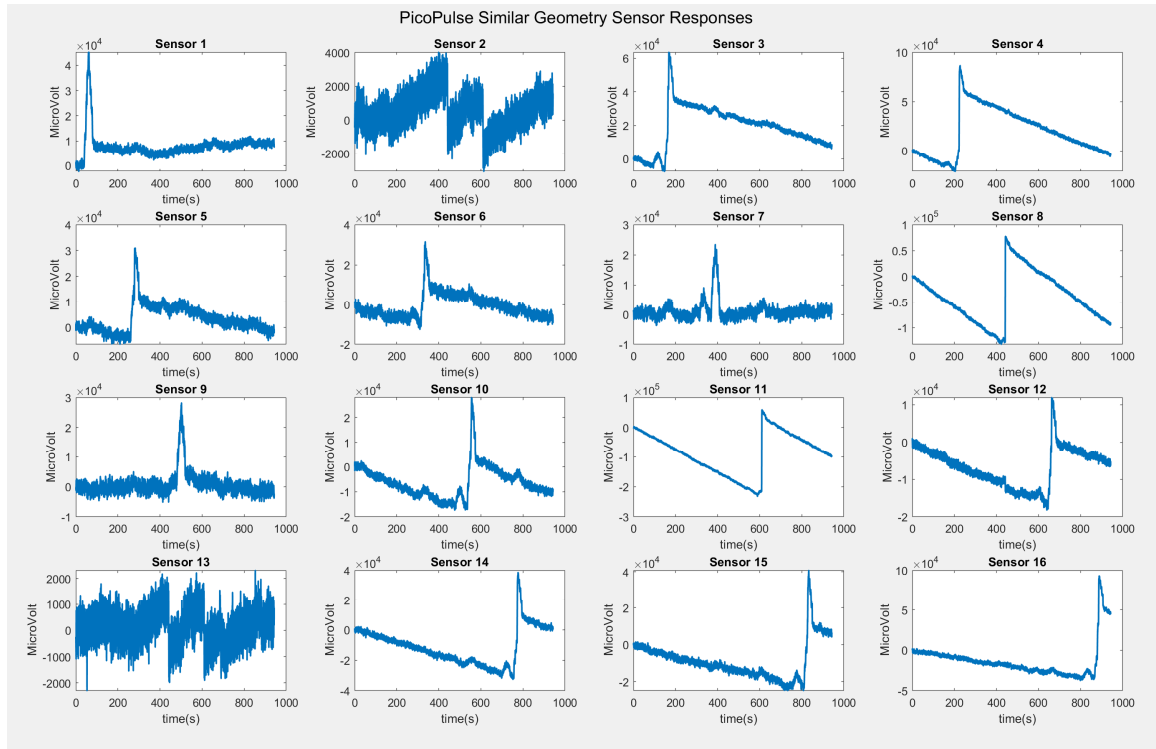 PicoPulse Similar Geometry Sensor Responses
Sensor 1
×10^4
MicroVolt
4
3
2
1
0
0 200 400 600 800 1000
time(s)
Sensor 2
MicroVolt
4000
2000
0
-2000
0 200 400 600 800 1000
time(s)
Sensor 3
×10^4
MicroVolt
6
4
2
0
0 200 400 600 800 1000
time(s)
Sensor 4
×10^4
MicroVolt
10
5
0
-5
0 200 400 600 800 1000
time(s)
Sensor 5
×10^4
MicroVolt
4
3
2
1
0
0 200 400 600 800 1000
time(s)
Sensor 6
×10^4
MicroVolt
4
2
0
-2
0 200 400 600 800 1000
time(s)
Sensor 7
×10^4
MicroVolt
3
2
1
0
-1
0 200 400 600 800 1000
time(s)
Sensor 8
×10^5
MicroVolt
1
0.5
0
-0.5
-1
0 200 400 600 800 1000
time(s)
Sensor 9
×10^4
MicroVolt
3
2
1
0
-1
0 200 400 600 800 1000
time(s)
Sensor 10
×10^4
MicroVolt
2
1
0
-1
-2
0 200 400 600 800 1000
time(s)
Sensor 11
×10^5
MicroVolt
1
0
-1
-2
-3
0 200 400 600 800 1000
time(s)
Sensor 12
×10^4
MicroVolt
1
0
-1
-2
0 200 400 600 800 1000
time(s)
Sensor 13
MicroVolt
2000
1000
0
-1000
-2000
0 200 400 600 800 1000
time(s)
Sensor 14
×10^4
MicroVolt
4
2
0
-2
-4
0 200 400 600 800 1000
time(s)
Sensor 15
×10^4
MicroVolt
4
2
0
-2
0 200 400 600 800 1000
time(s)
Sensor 16
×10^4
MicroVolt
10
5
0
-5
0 200 400 600 800 1000
time(s)